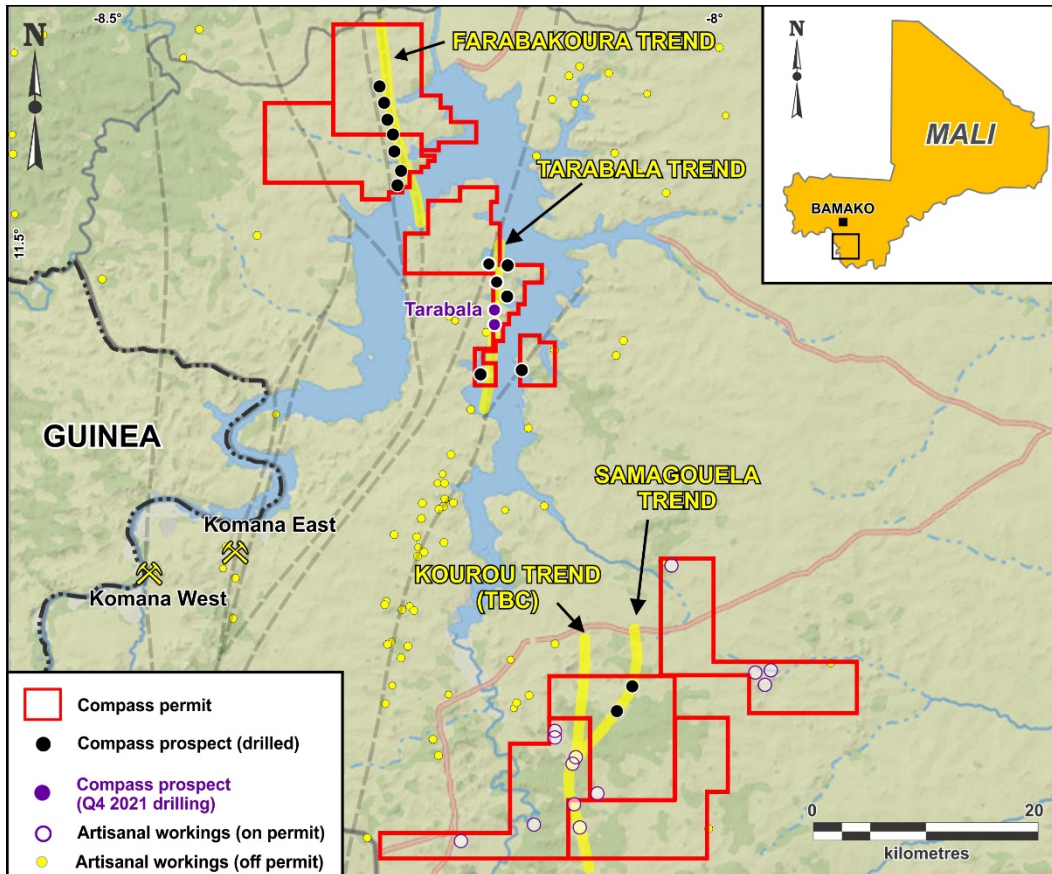 -8.5°
-8°
N
FARABAKOURA TREND
N
MALI
BAMAKO
TARABALA TREND
11.5°
Tarabala
GUINEA
SAMAGOUELA
TREND
Komana East
KOUROU TREND
(TBC)
Komana West
Compass permit
Compass prospect (drilled)
Compass prospect
(Q4 2021 drilling)
Artisanal workings (on permit)
Artisanal workings (off permit)
0
20
kilometres